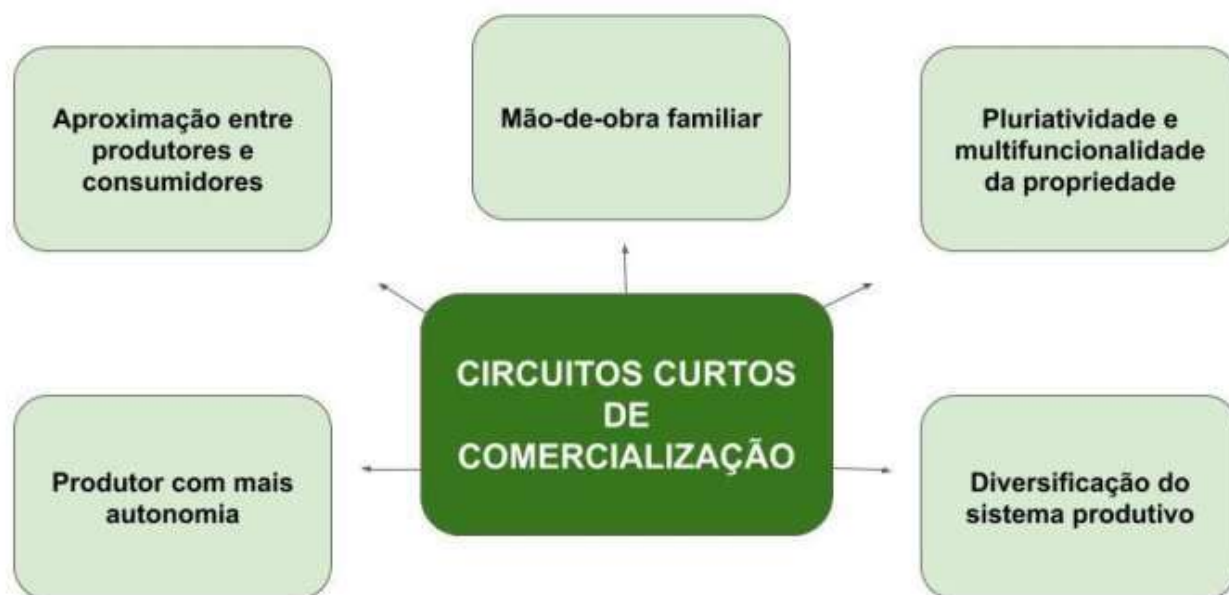 Aproximação entre
produtores e
consumidores
Mão-de-obra familiar
Pluriatividade e
multifuncionalidade
da propriedade
CIRCUITOS CURTOS
DE
COMERCIALIZAÇÃO
Produtor com mais
autonomia
Diversificação do
sistema produtivo